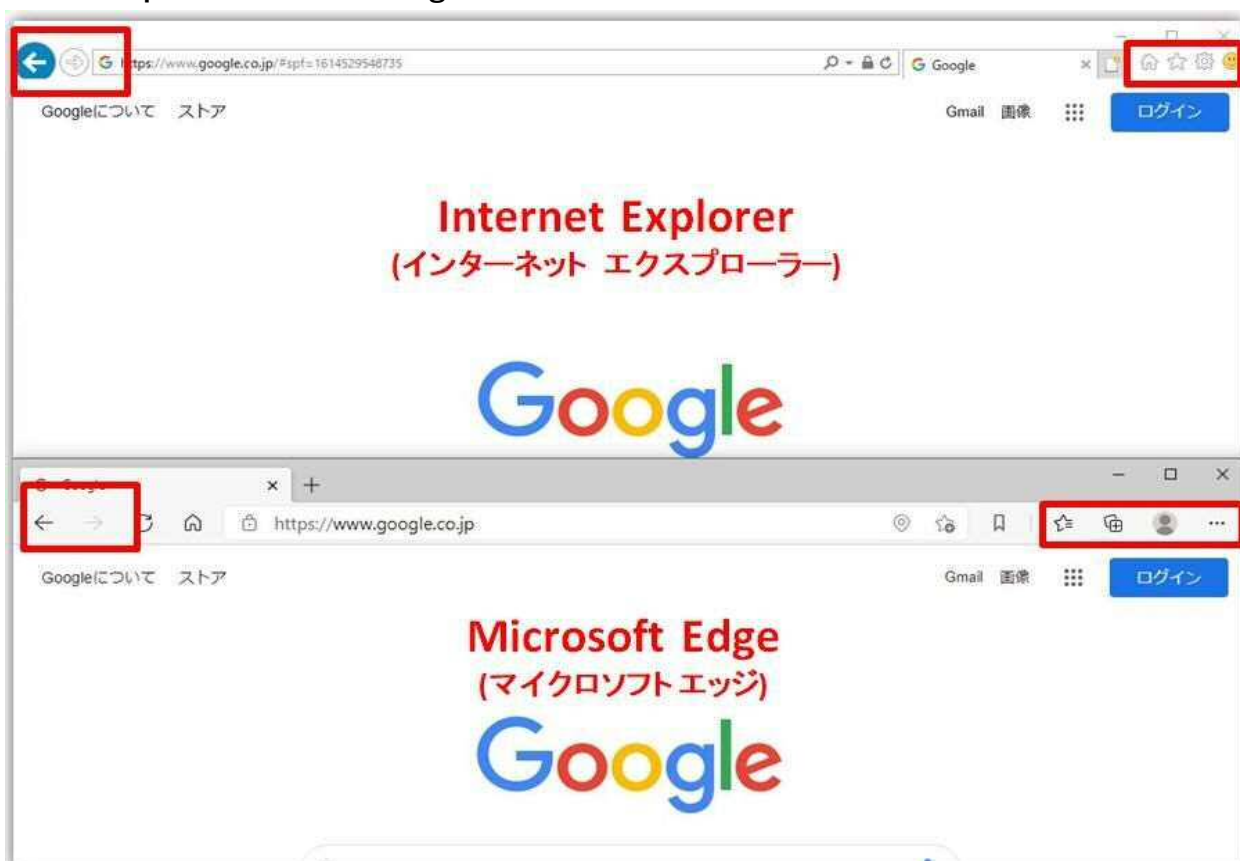 https://www.google.co.jp/#spf=1614529548735 Google
Googleについて ストア Gmail 画像 ログイン
Internet Explorer
(インターネット エクスプローラー)
Google
https://www.google.co.jp
Googleについて ストア Gmail 画像 ログイン
Microsoft Edge
(マイクロソフト エッジ)
Google